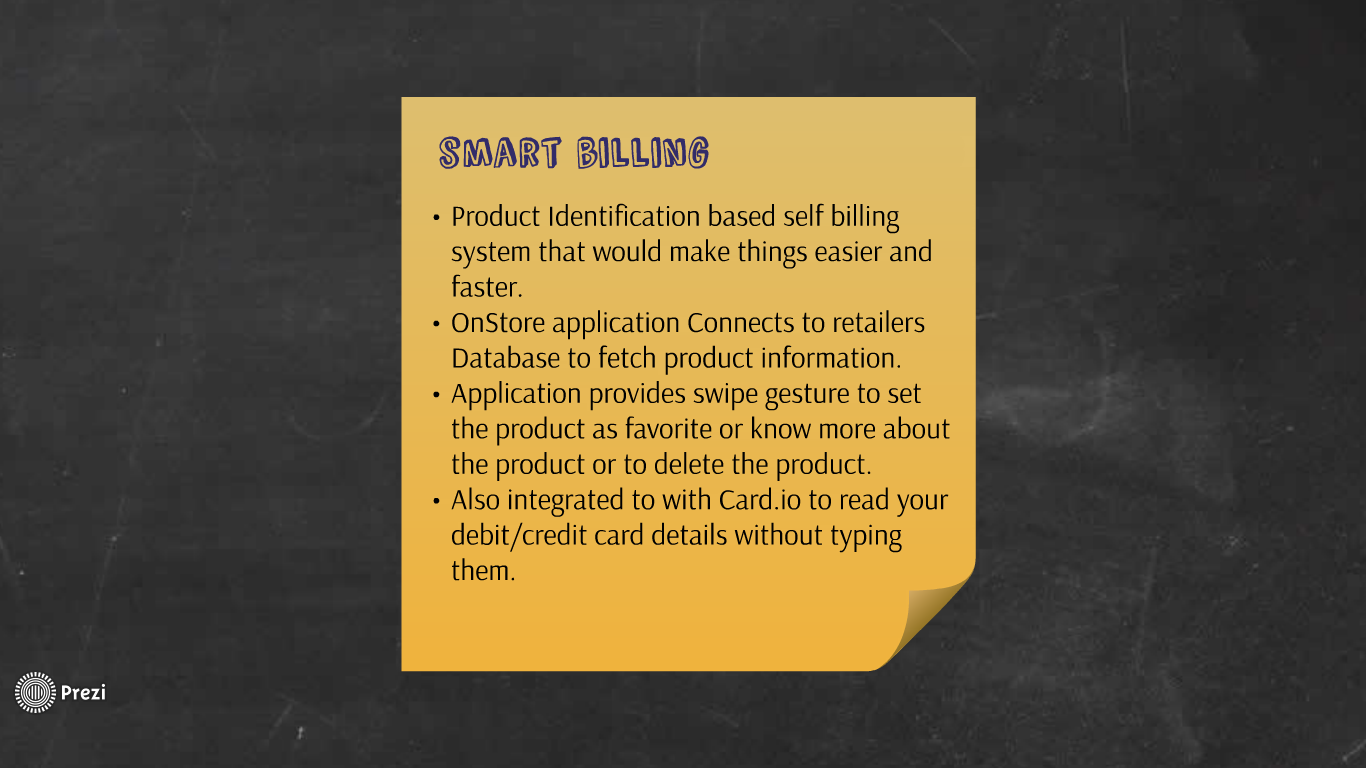 SMART BILLING
• Product Identification based self billing
system that would make things easier and
faster.
• OnStore application Connects to retailers
Database to fetch product information.
• Application provides swipe gesture to set
the product as favorite or know more about
the product or to delete the product.
• Also integrated to with Card.io to read your
debit/credit card details without typing
them.
Prezi